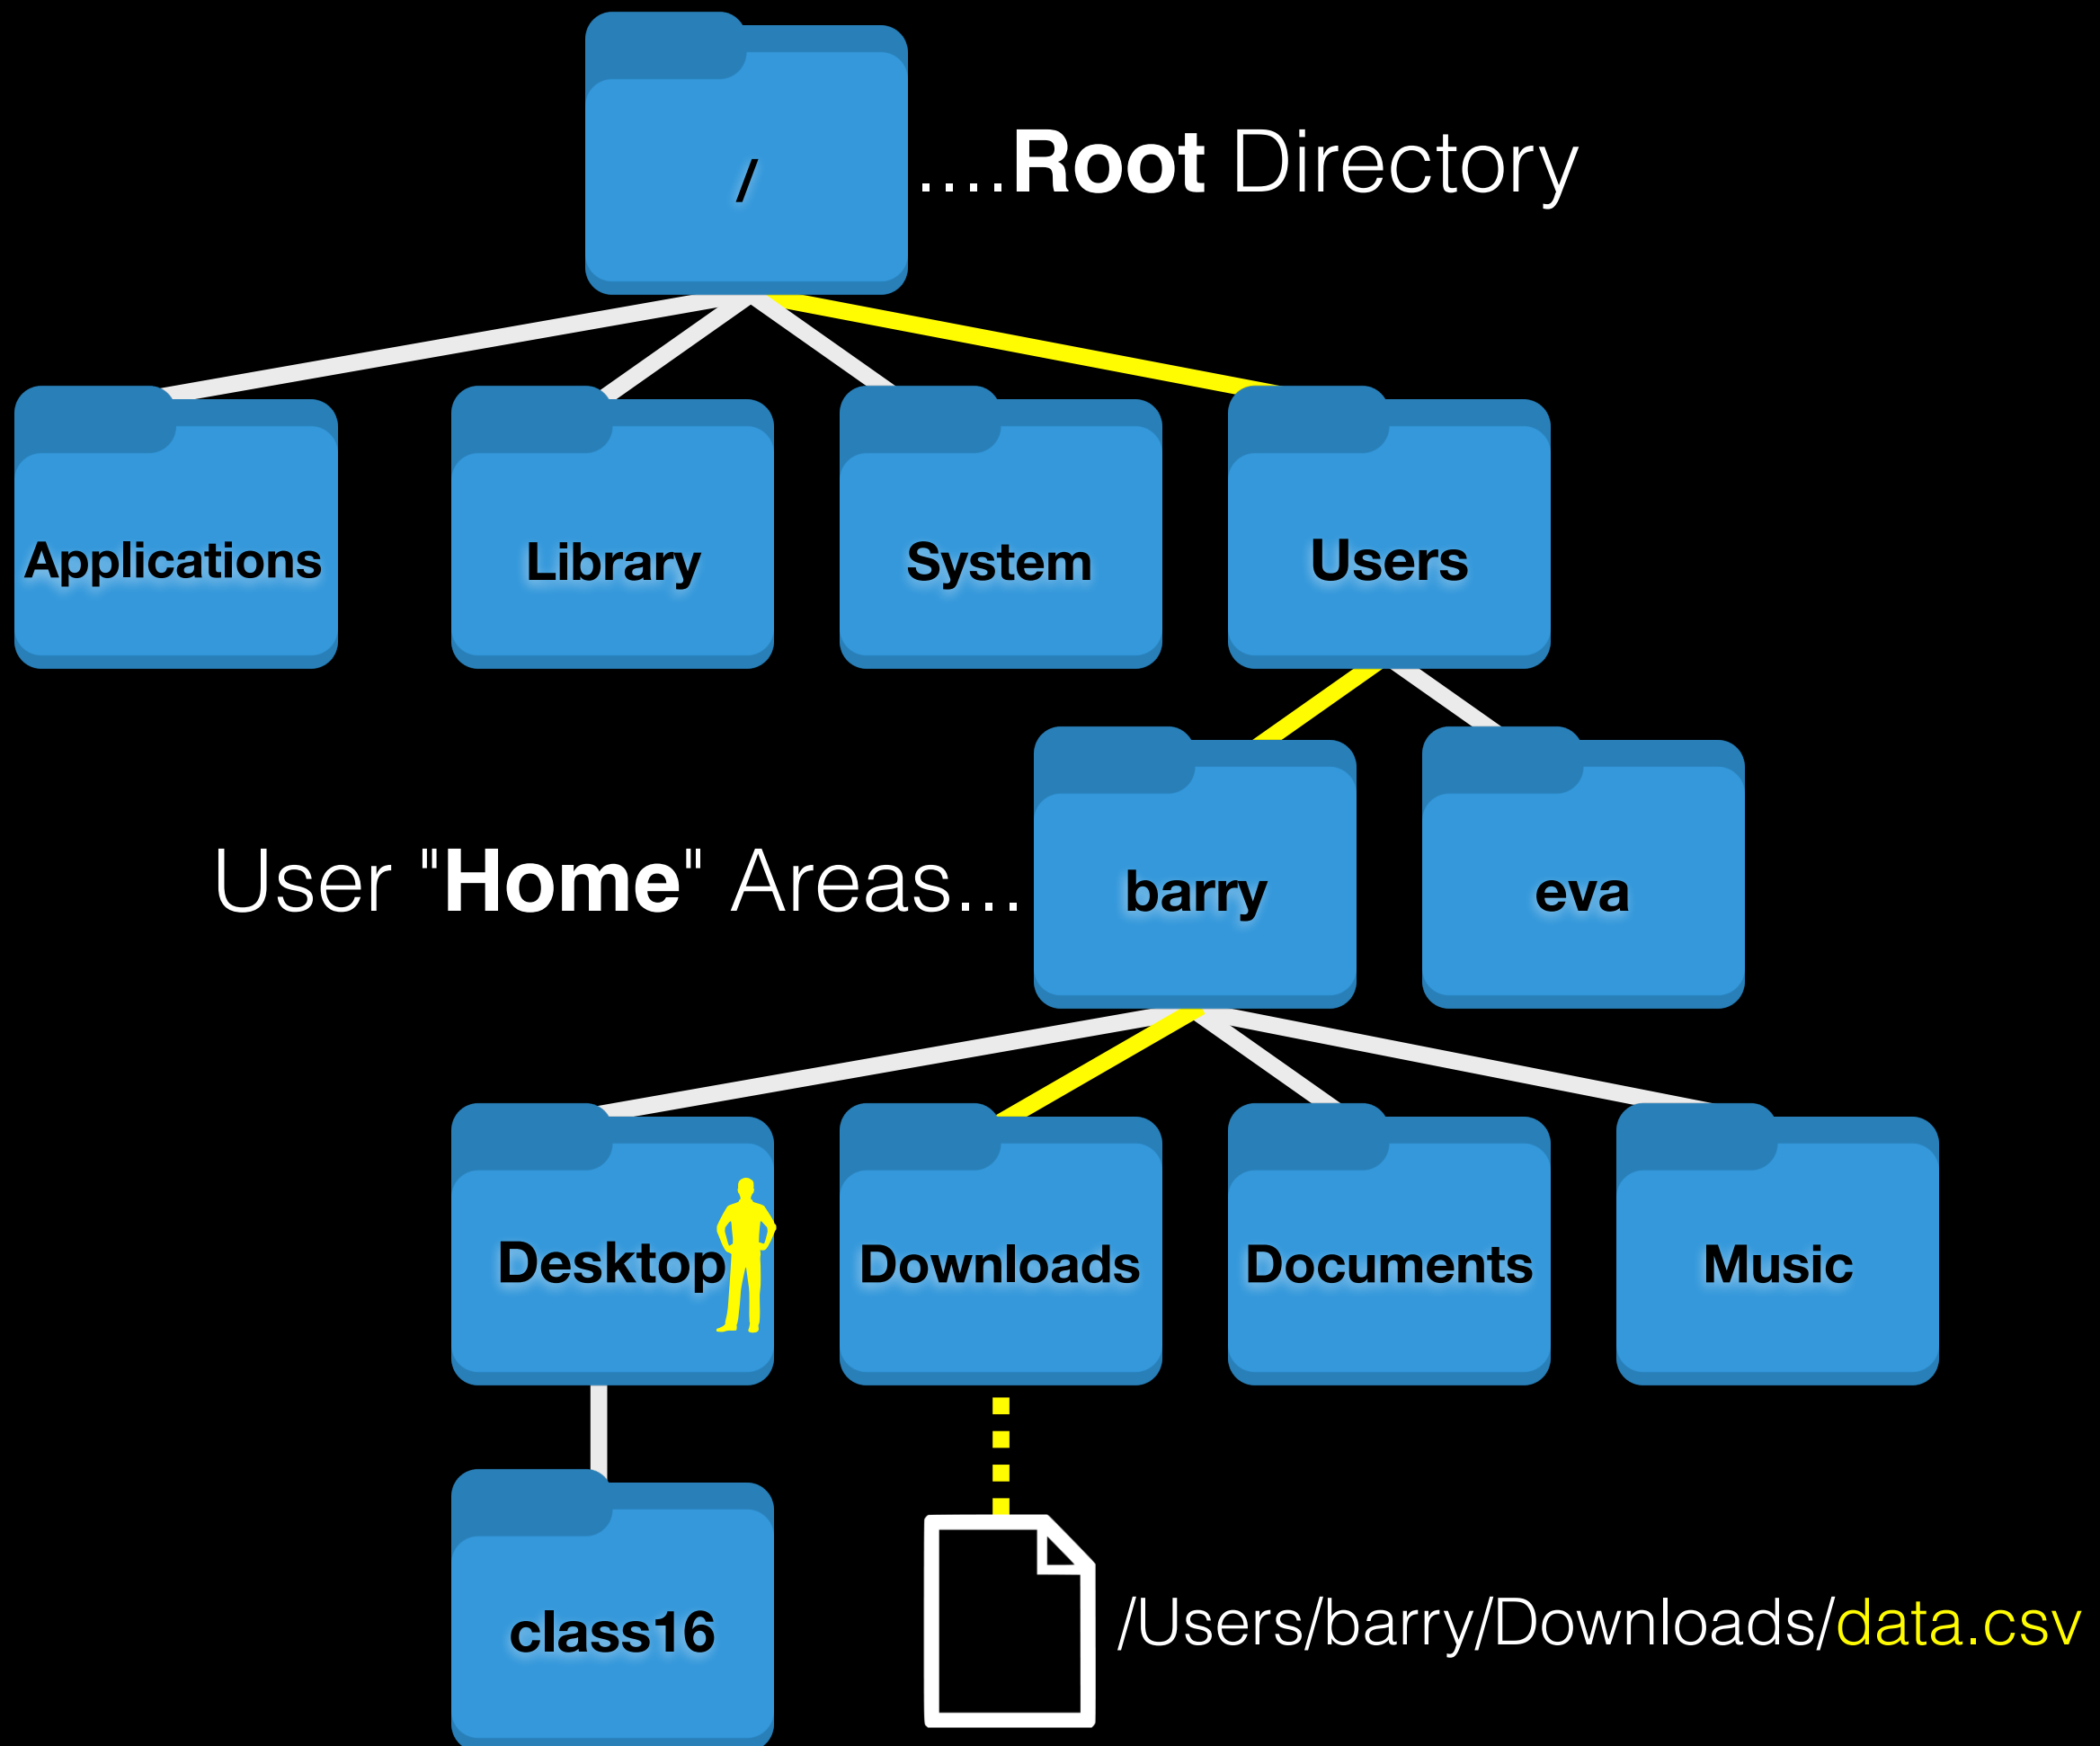 /
....Root Directory
Applications
Library
System
Users
User "Home" Areas...
barry
eva
Desktop
Downloads
Documents
Music
class16
/Users/barry/Downloads/data.csv